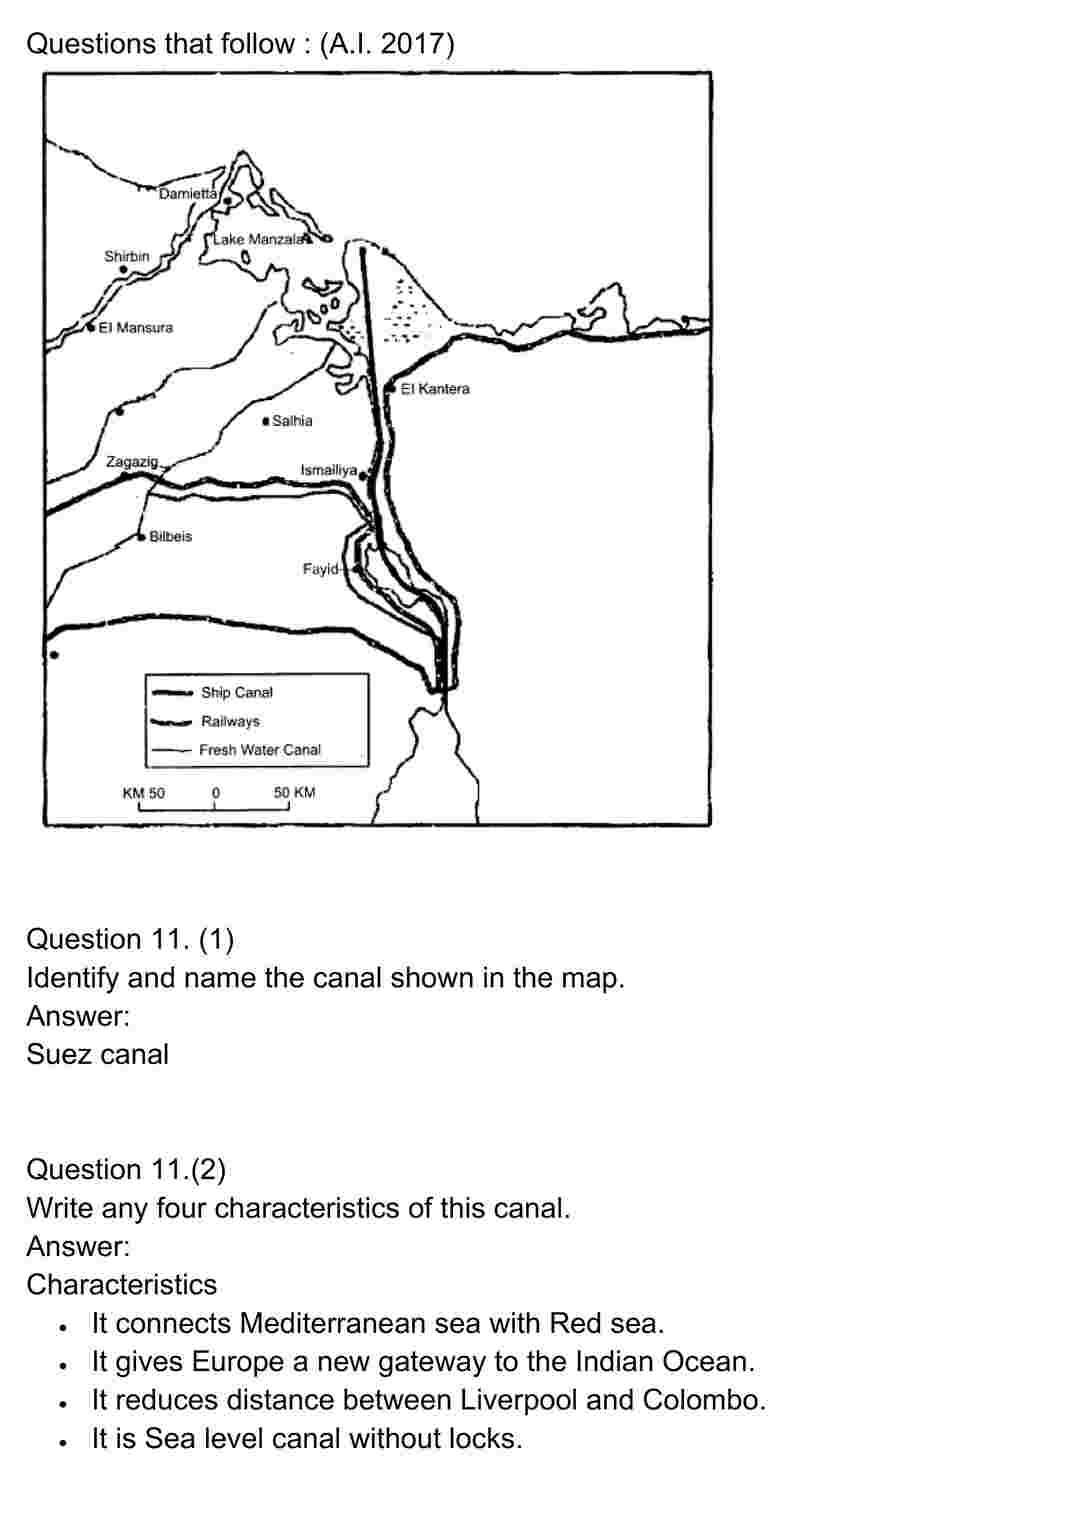 Questions that follow : (A.I. 2017)
Damietta
Lake Manzala
Shirbin
El Mansura
El Kantera
Salhia
Zagazig
Ismailiya
Bilbeis
Fayid
Ship Canal
Railways
Fresh Water Canal
KM 50 0 50 KM
Question 11. (1)
Identify and name the canal shown in the map.
Answer:
Suez canal
Question 11.(2)
Write any four characteristics of this canal.
Answer:
Characteristics
• It connects Mediterranean sea with Red sea.
• It gives Europe a new gateway to the Indian Ocean.
• It reduces distance between Liverpool and Colombo.
• It is Sea level canal without locks.